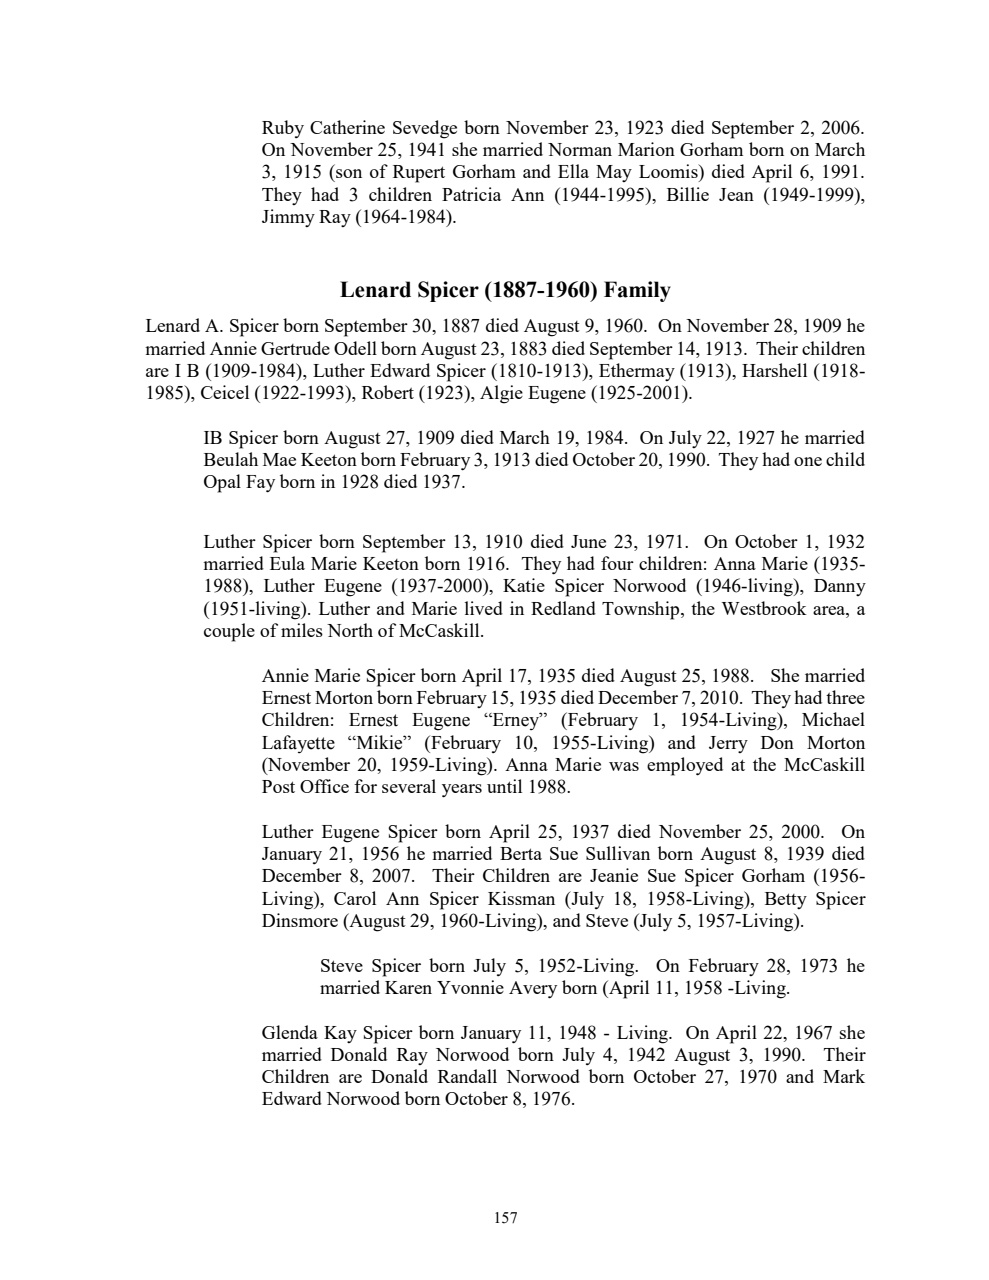 Ruby Catherine Sevedge born November 23, 1923 died September 2, 2006.
On November 25, 1941 she married Norman Marion Gorham born on March
3, 1915 (son of Rupert Gorham and Ella May Loomis) died April 6, 1991.
They had 3 children Patricia Ann (1944-1995), Billie Jean (1949-1999),
Jimmy Ray (1964-1984).
Lenard Spicer (1887-1960) Family
Lenard A. Spicer born September 30, 1887 died August 9, 1960. On November 28, 1909 he
married Annie Gertrude Odell born August 23, 1883 died September 14, 1913. Their children
are I B (1909-1984), Luther Edward Spicer (1810-1913), Ethermay (1913), Harshell (1918-
1985), Ceicel (1922-1993), Robert (1923), Algie Eugene (1925-2001).
IB Spicer born August 27, 1909 died March 19, 1984. On July 22, 1927 he married
Beulah Mae Keeton born February 3, 1913 died October 20, 1990. They had one child
Opal Fay born in 1928 died 1937.
Luther Spicer born September 13, 1910 died June 23, 1971. On October 1, 1932
married Eula Marie Keeton born 1916. They had four children: Anna Marie (1935-
1988), Luther Eugene (1937-2000), Katie Spicer Norwood (1946-living), Danny
(1951-living). Luther and Marie lived in Redland Township, the Westbrook area, a
couple of miles North of McCaskill.
Annie Marie Spicer born April 17, 1935 died August 25, 1988. She married
Ernest Morton born February 15, 1935 died December 7, 2010. They had three
Children: Ernest Eugene “Erney” (February 1, 1954-Living), Michael
Lafayette “Mikie” (February 10, 1955-Living) and Jerry Don Morton
(November 20, 1959-Living). Anna Marie was employed at the McCaskill
Post Office for several years until 1988.
Luther Eugene Spicer born April 25, 1937 died November 25, 2000. On
January 21, 1956 he married Berta Sue Sullivan born August 8, 1939 died
December 8, 2007. Their Children are Jeanie Sue Spicer Gorham (1956-
Living), Carol Ann Spicer Kissman (July 18, 1958-Living), Betty Spicer
Dinsmore (August 29, 1960-Living), and Steve (July 5, 1957-Living).
Steve Spicer born July 5, 1952-Living. On February 28, 1973 he
married Karen Yvonnie Avery born (April 11, 1958 -Living.
Glenda Kay Spicer born January 11, 1948 - Living. On April 22, 1967 she
married Donald Ray Norwood born July 4, 1942 August 3, 1990. Their
Children are Donald Randall Norwood born October 27, 1970 and Mark
Edward Norwood born October 8, 1976.
157